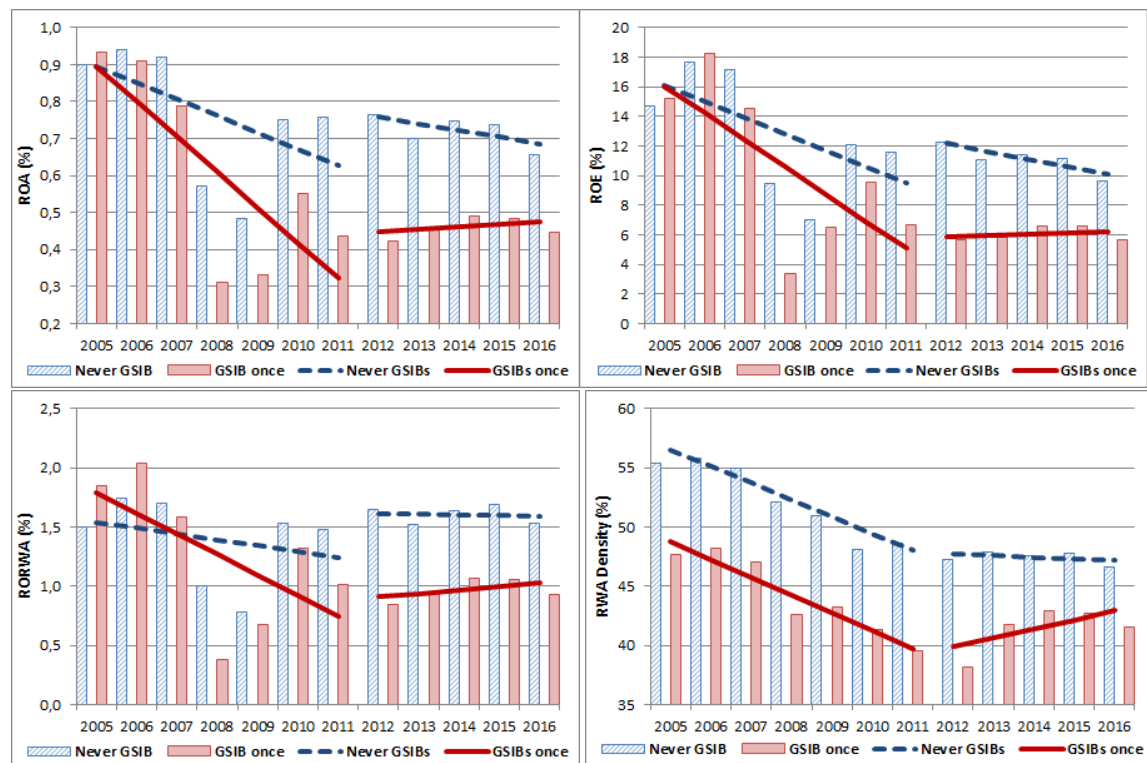 ROA (%)
1,0
0,9
0,8
0,7
0,6
0,5
0,4
0,3
0,2
2005 2006 2007 2008 2009 2010 2011 2012 2013 2014 2015 2016
Never GSIB GSIB once Never GSIBs GSIBs once
ROE (%)
20
18
16
14
12
10
8
6
4
2
0
2005 2006 2007 2008 2009 2010 2011 2012 2013 2014 2015 2016
Never GSIB GSIB once Never GSIBs GSIBs once
RORWA (%)
2,5
2,0
1,5
1,0
0,5
0,0
2005 2006 2007 2008 2009 2010 2011 2012 2013 2014 2015 2016
Never GSIB GSIB once Never GSIBs GSIBs once
RWA Density (%)
60
55
50
45
40
35
2005 2006 2007 2008 2009 2010 2011 2012 2013 2014 2015 2016
Never GSIB GSIB once Never GSIBs GSIBs once